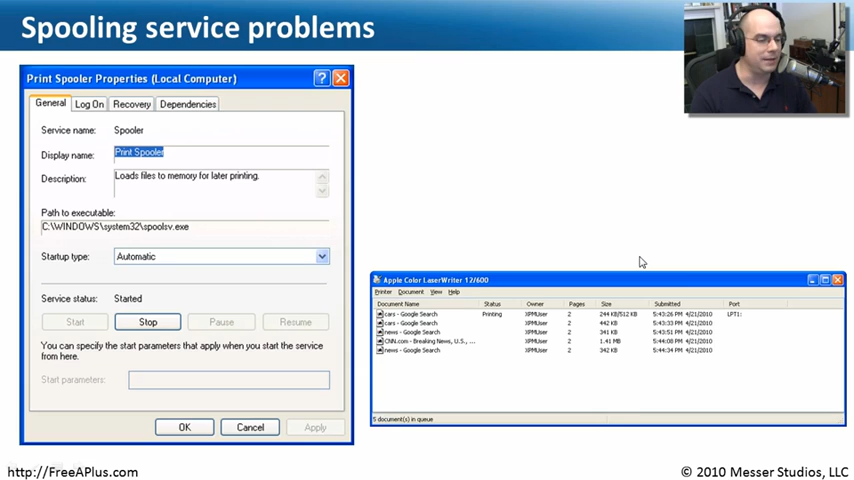 Spooling service problems
Print Spooler Properties (Local Computer)
General Log On Recovery Dependencies
Service name: Spooler
Display name: Print Spooler
Description: Loads files to memory for later printing.
Path to executable:
C:\WINDOWS\system32\spoolsv.exe
Startup type: Automatic
Service status: Started
Start Stop Pause Resume
You can specify the start parameters that apply when you start the service
from here.
Start parameters:
OK Cancel Apply
Apple Color LaserWriter 12/600
Printer Document View Help
Document Name Status Owner Pages Size Submitted Port
cars - Google Search Printing XPMUser 2 244 KB/512 KB 5:43:26 PM 4/21/2010 LPT1:
cars - Google Search XPMUser 2 442 KB 5:43:33 PM 4/21/2010
news - Google Search XPMUser 2 341 KB 5:43:51 PM 4/21/2010
CNN.com - Breaking News, U.S., ... XPMUser 2 1.41 MB 5:44:08 PM 4/21/2010
news - Google Search XPMUser 2 342 KB 5:44:34 PM 4/21/2010
5 document(s) in queue
http://FreeAPlus.com
© 2010 Messer Studios, LLC